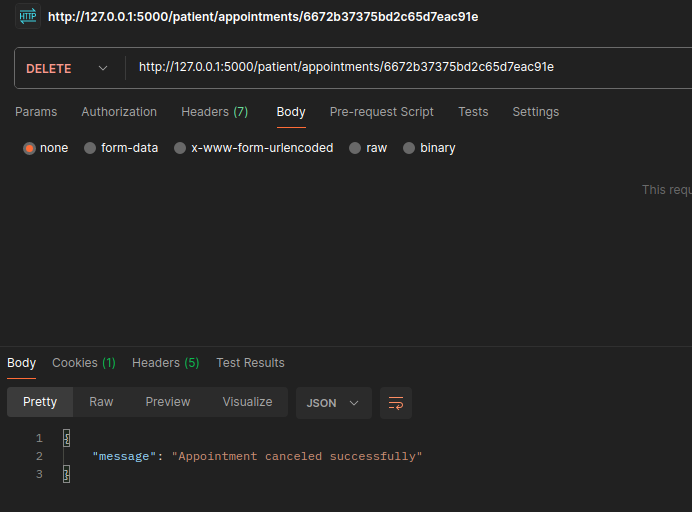 HTTP http://127.0.0.1:5000/patient/appointments/6672b37375bd2c65d7eac91e
DELETE http://127.0.0.1:5000/patient/appointments/6672b37375bd2c65d7eac91e
Params Authorization Headers (7) Body Pre-request Script Tests Settings
none form-data x-www-form-urlencoded raw binary
This requ
Body Cookies (1) Headers (5) Test Results
Pretty Raw Preview Visualize JSON
1 {
2 "message": "Appointment canceled successfully"
3 }